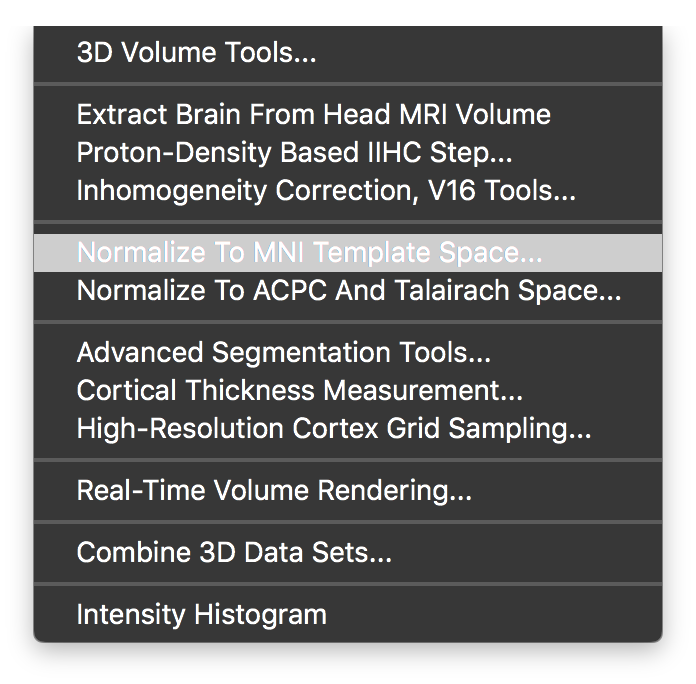 3D Volume Tools...
Extract Brain From Head MRI Volume
Proton-Density Based IIHC Step...
Inhomogeneity Correction, V16 Tools...
Normalize To MNI Template Space...
Normalize To ACPC And Talairach Space...
Advanced Segmentation Tools...
Cortical Thickness Measurement...
High-Resolution Cortex Grid Sampling...
Real-Time Volume Rendering...
Combine 3D Data Sets...
Intensity Histogram